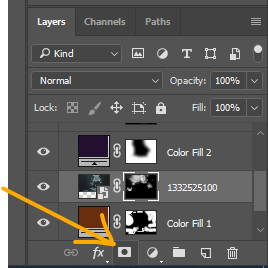 Layers Channels Paths
Kind
Normal Opacity: 100%
Lock: Fill: 100%
Color Fill 2
1332525100
Color Fill 1
fx